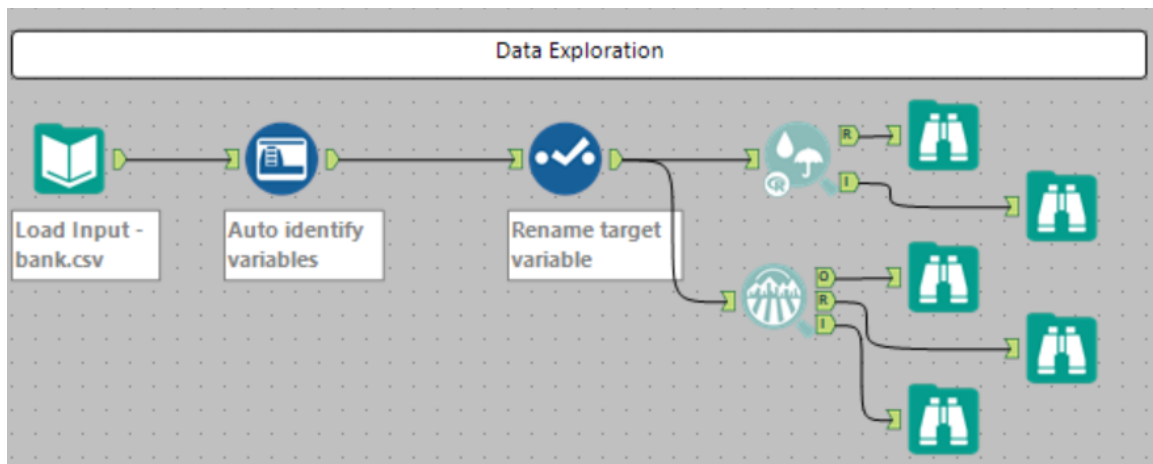 Data Exploration
Load Input -
bank.csv
Auto identify
variables
Rename target
variable
R
I
R
O
R
I